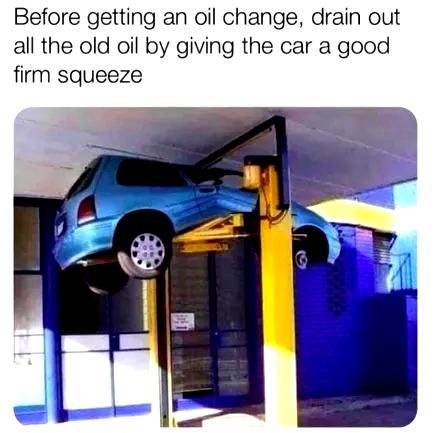 Before getting an oil change, drain out
all the old oil by giving the car a good
firm squeeze